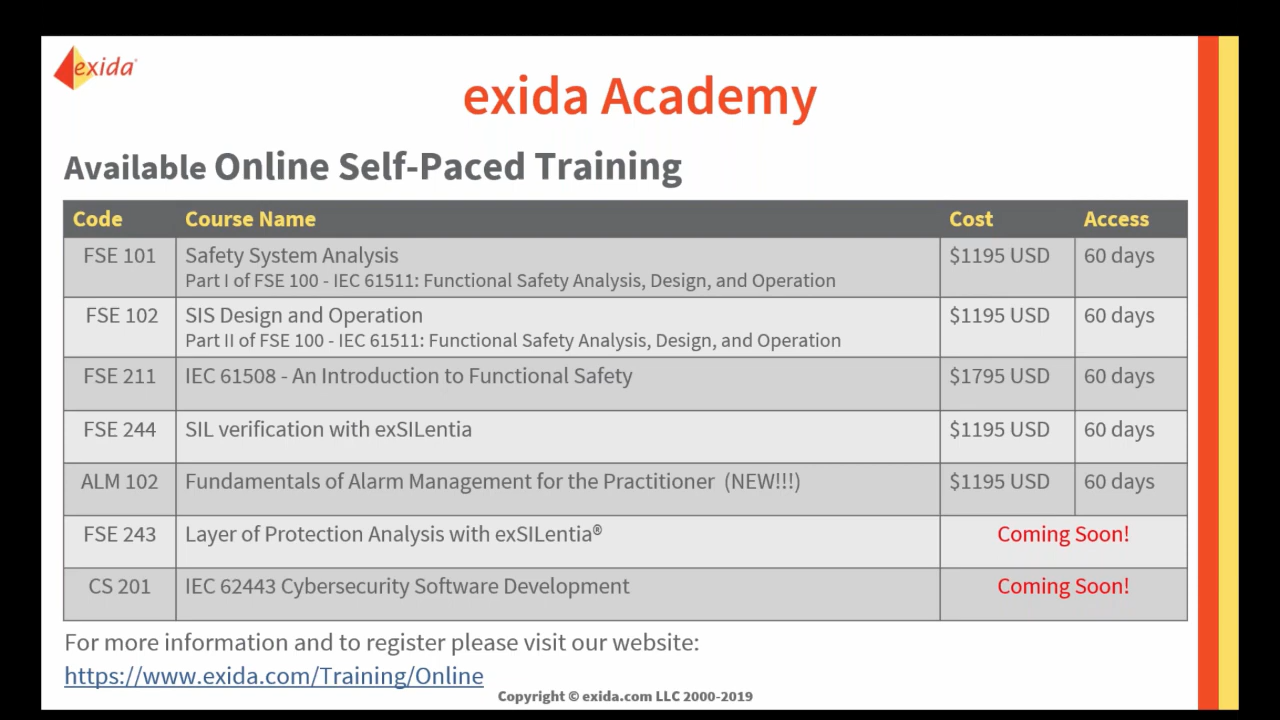 exida
exida Academy
Available Online Self-Paced Training
Code Course Name Cost Access
FSE 101 Safety System Analysis $1195 USD 60 days
Part I of FSE 100 - IEC 61511: Functional Safety Analysis, Design, and Operation
FSE 102 SIS Design and Operation $1195 USD 60 days
Part II of FSE 100 - IEC 61511: Functional Safety Analysis, Design, and Operation
FSE 211 IEC 61508 - An Introduction to Functional Safety $1795 USD 60 days
FSE 244 SIL verification with exSILentia $1195 USD 60 days
ALM 102 Fundamentals of Alarm Management for the Practitioner (NEW!!!) $1195 USD 60 days
FSE 243 Layer of Protection Analysis with exSILentia® Coming Soon!
CS 201 IEC 62443 Cybersecurity Software Development Coming Soon!
For more information and to register please visit our website:
https://www.exida.com/Training/Online
Copyright © exida.com LLC 2000-2019